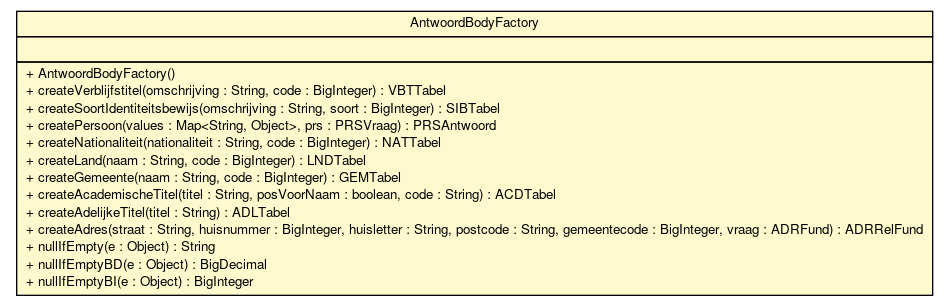 AntwoordBodyFactory
+ AntwoordBodyFactory()
+ createVerblijfstitel(omschrijving : String, code : BigInteger) : VBTTabel
+ createSoortIdentiteitsbewijs(omschrijving : String, soort : BigInteger) : SIBTabel
+ createPersoon(values : Map<String, Object>, prs : PRSVraag) : PRSAntwoord
+ createNationaliteit(nationaliteit : String, code : BigInteger) : NATTabel
+ createLand(naam : String, code : BigInteger) : LNDTabel
+ createGemeente(naam : String, code : BigInteger) : GEMTabel
+ createAcademischeTitel(titel : String, posVoorNaam : boolean, code : String) : ACDTabel
+ createAdelijkeTitel(titel : String) : ADLTabel
+ createAdres(straat : String, huisnummer : BigInteger, huisletter : String, postcode : String, gemeentecode : BigInteger, vraag : ADRFund) : ADRRelFund
+ nullIfEmpty(e : Object) : String
+ nullIfEmptyBD(e : Object) : BigDecimal
+ nullIfEmptyBI(e : Object) : BigInteger